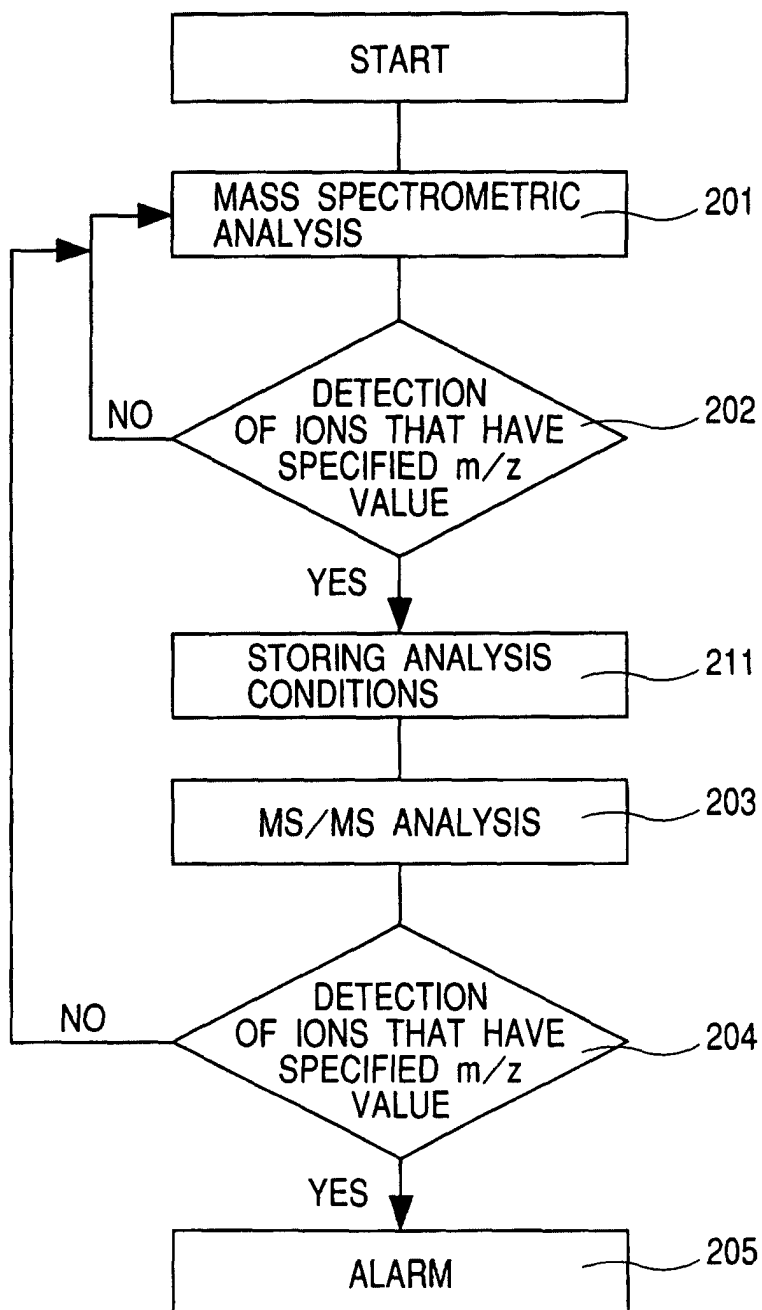 START
MASS SPECTROMETRIC
ANALYSIS
201
DETECTION
OF IONS THAT HAVE
SPECIFIED m/z
VALUE
202
NO
YES
STORING ANALYSIS
CONDITIONS
211
MS/MS ANALYSIS
203
DETECTION
OF IONS THAT HAVE
SPECIFIED m/z
VALUE
204
NO
YES
ALARM
205